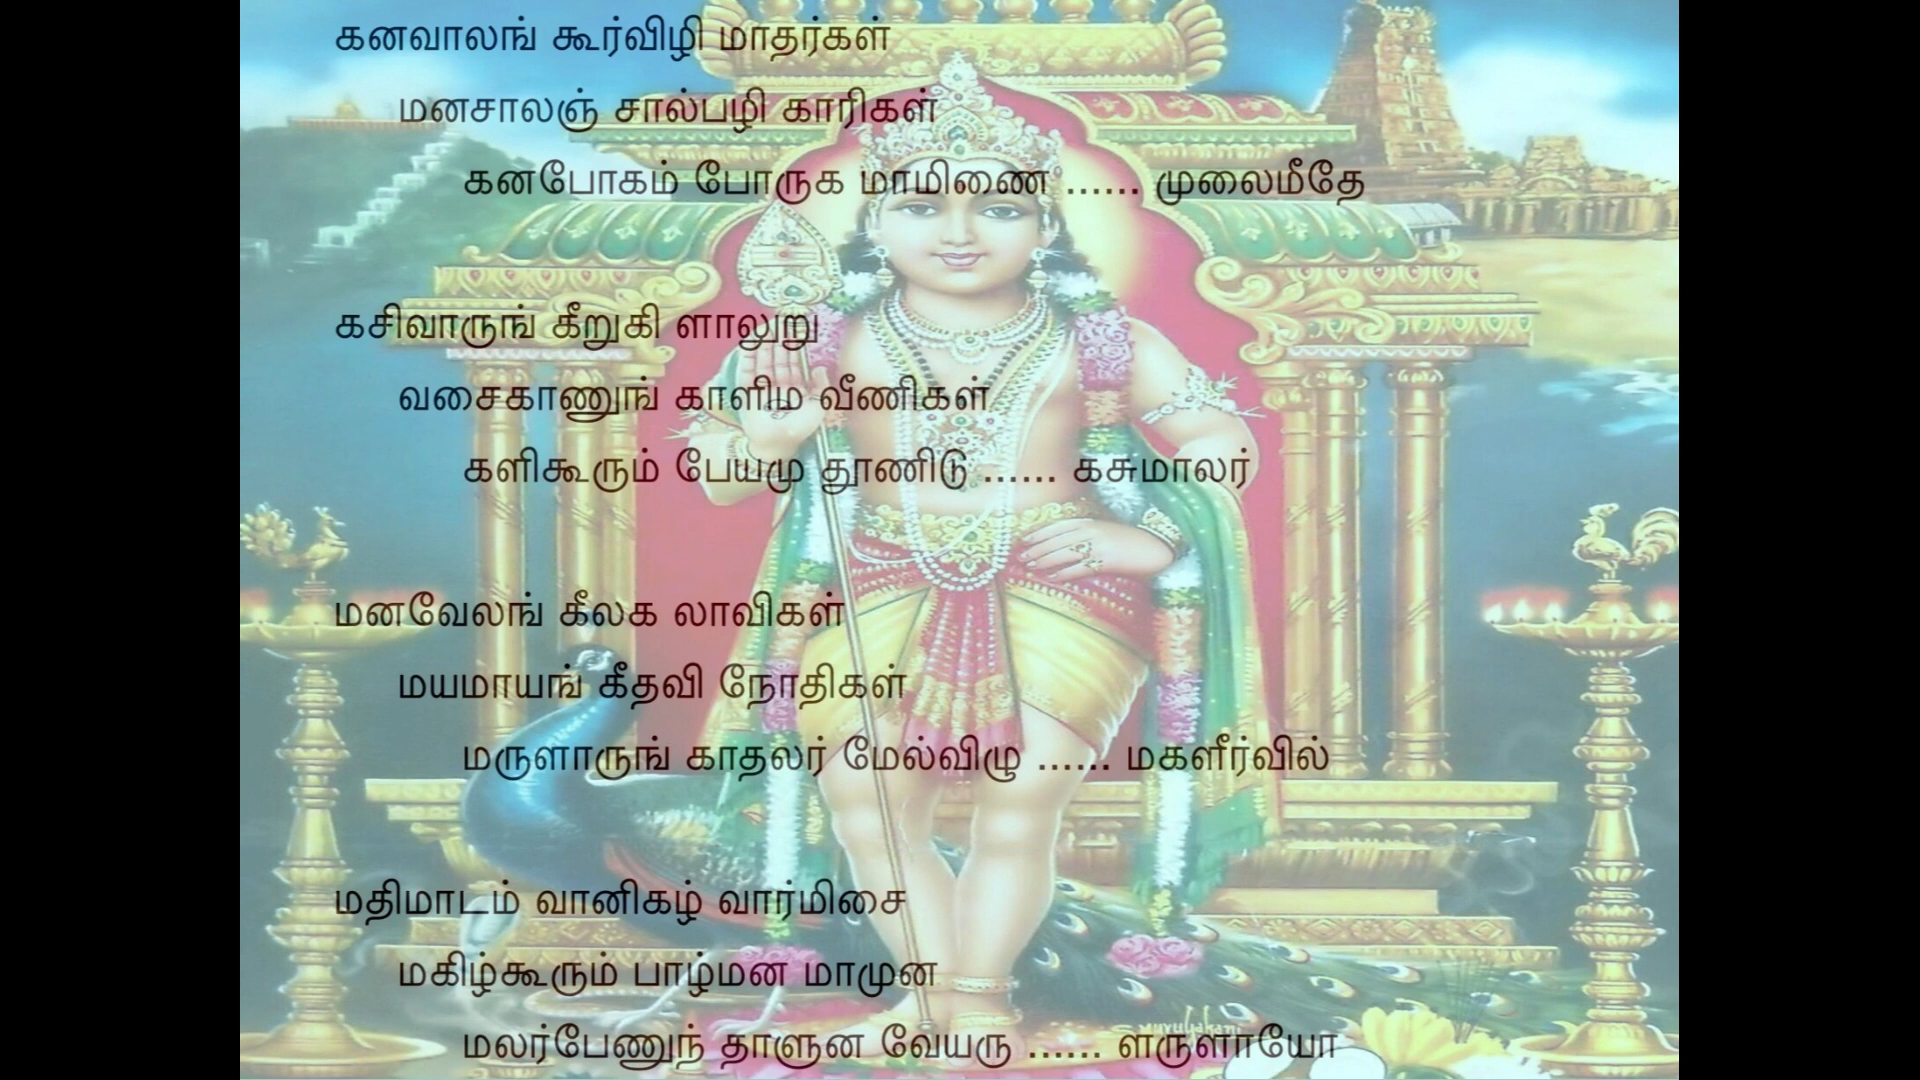 கனவாலங் கூர்விழி மாதர்கள்
மனசாலஞ் சால்பழி காரிகள்
கனபோகம் போருக மாமிணை ...... முலைமீதே
கசிவாருங் கீறுகி ளாலுறு
வசைகாணுங் காளிம வீணிகள்
களிகூரும் பேயமு தூணிடு ...... கசுமாலர்
மனவேலங் கீலக லாவிகள்
மயமாயங் கீதவி நோதிகள்
மருளாருங் காதலர் மேல்விழு ...... மகளீர்வில்
மதிமாடம் வானிகழ் வார்மிசை
மகிழ்கூரும் பாழ்மன மாமுன
மலர்பேணுந் தாளுன வேயரு ...... ளருளாயோ